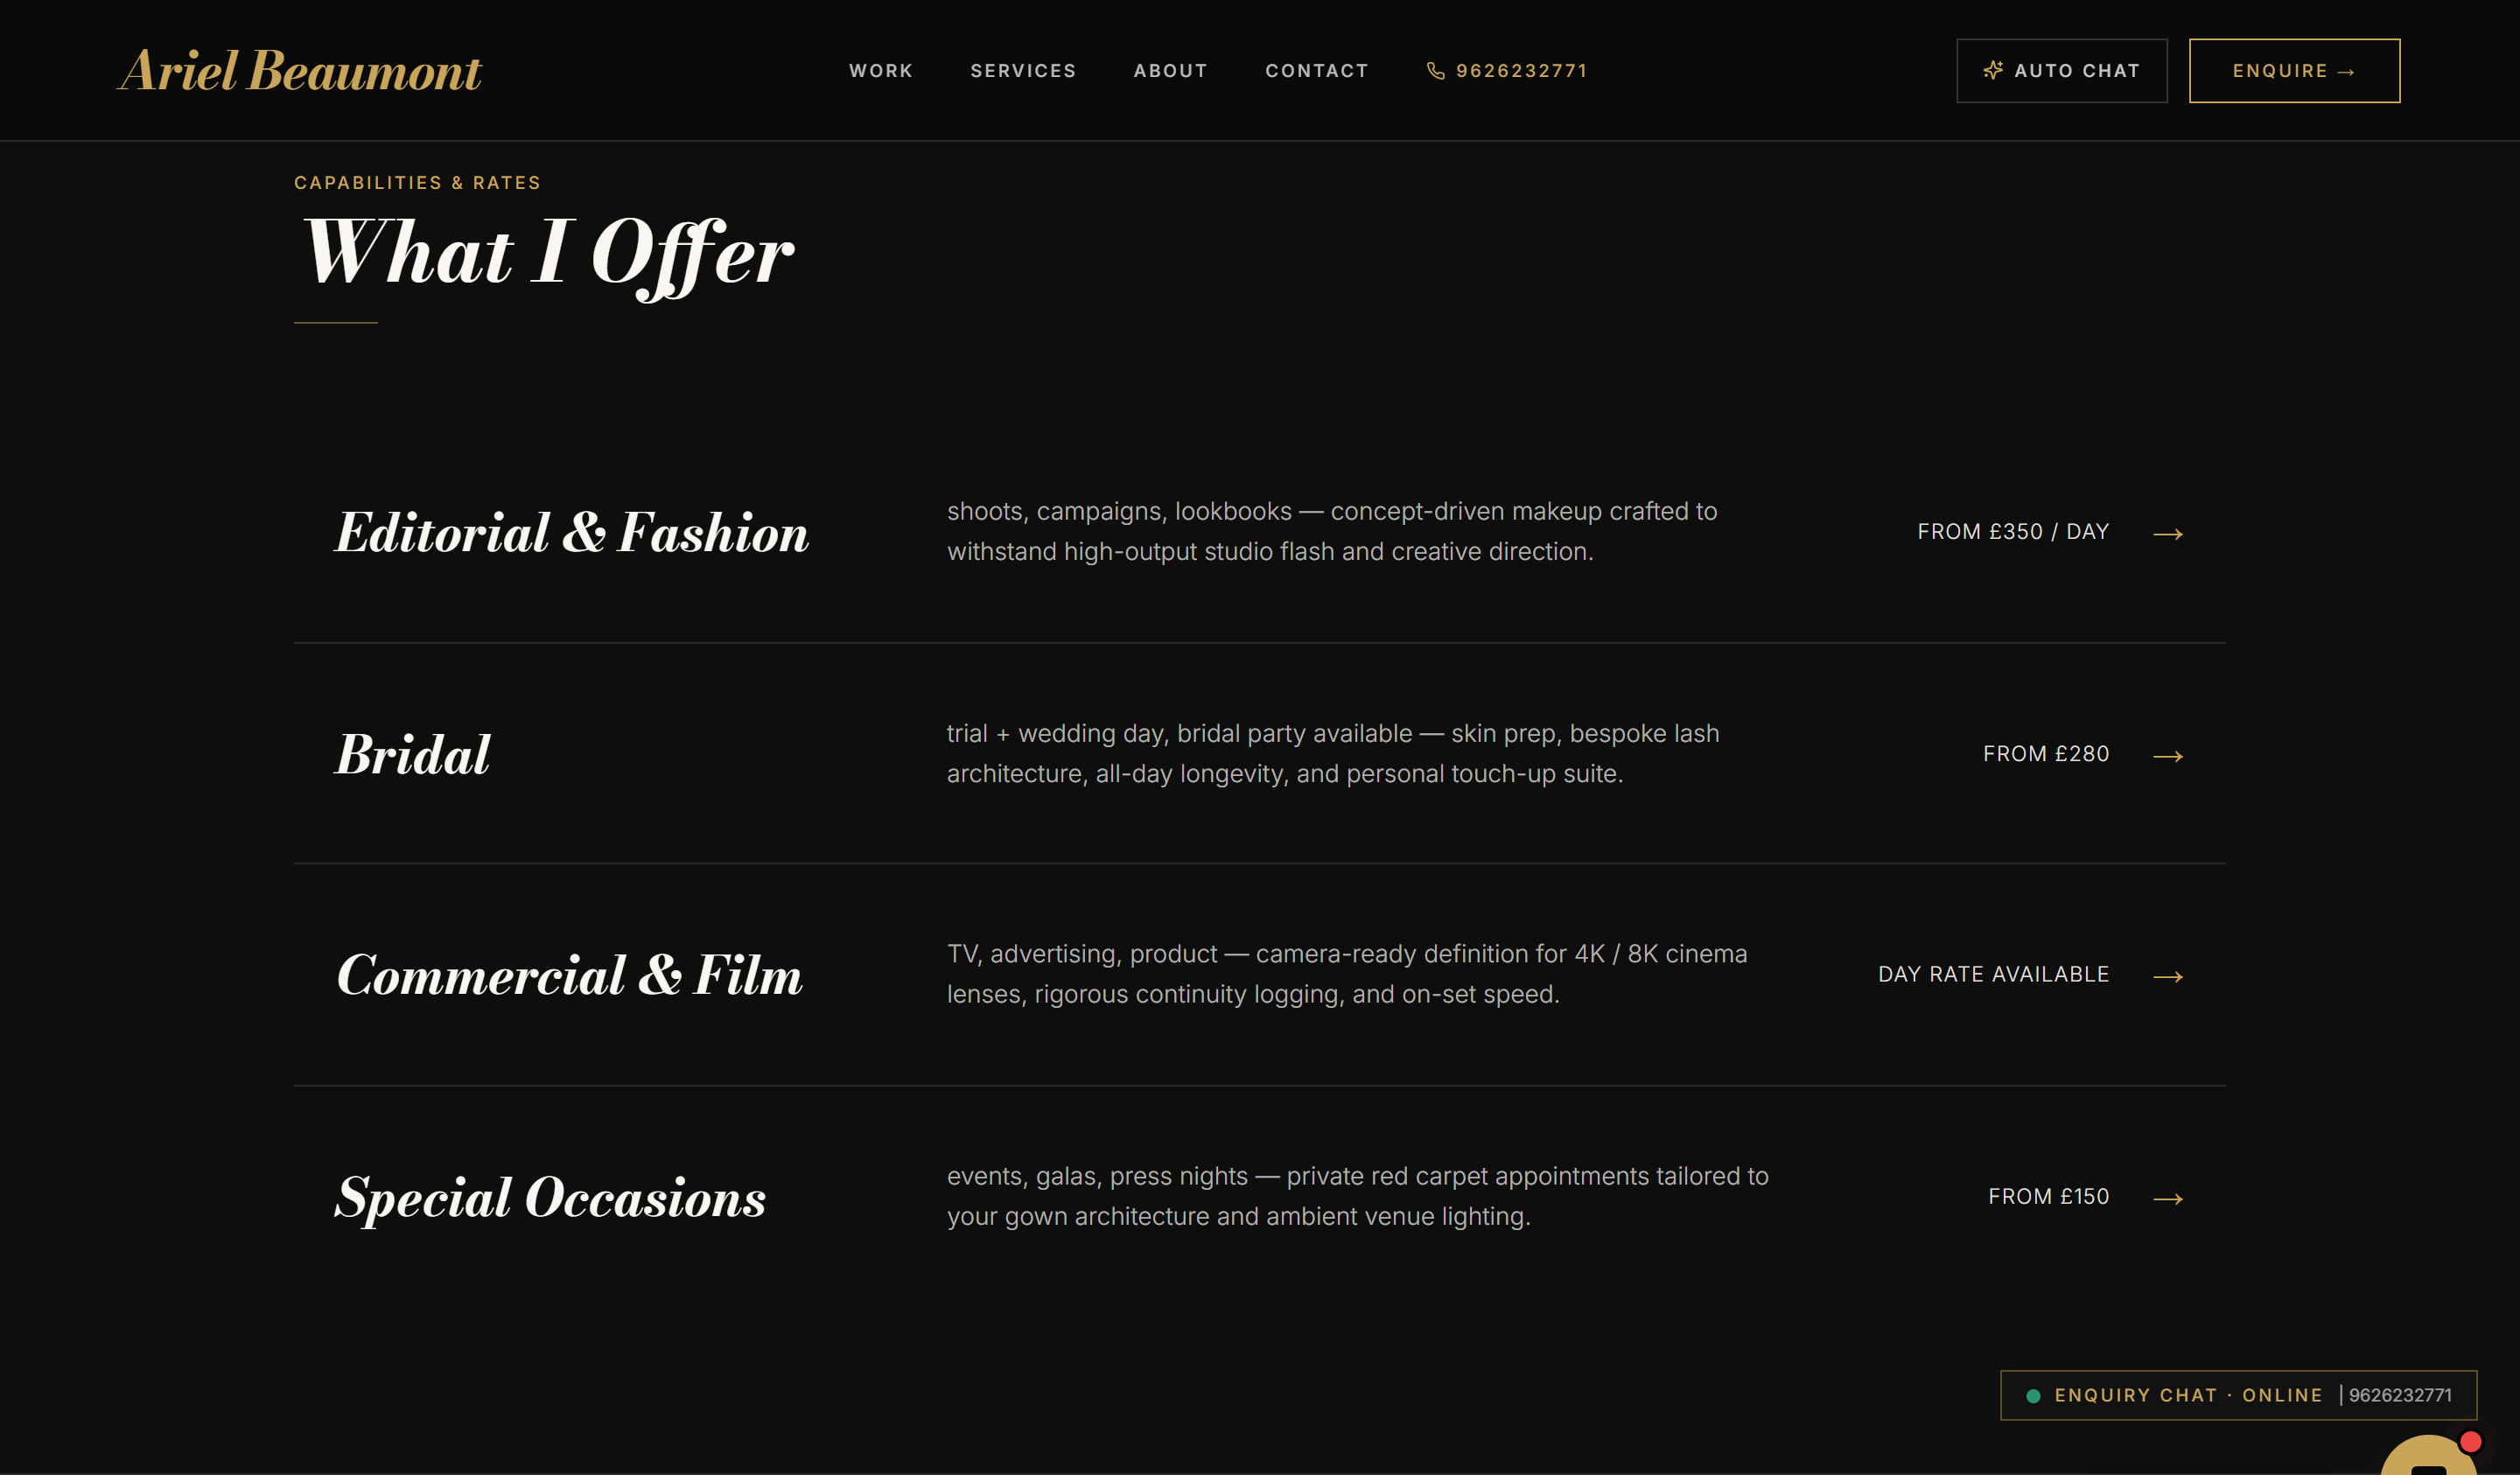 Ariel Beaumont
WORK
SERVICES
ABOUT
CONTACT
9626232771
AUTO CHAT
ENQUIRE →
CAPABILITIES & RATES
What I Offer
Editorial & Fashion
shoots, campaigns, lookbooks — concept-driven makeup crafted to
withstand high-output studio flash and creative direction.
FROM £350 / DAY →
Bridal
trial + wedding day, bridal party available — skin prep, bespoke lash
architecture, all-day longevity, and personal touch-up suite.
FROM £280 →
Commercial & Film
TV, advertising, product — camera-ready definition for 4K / 8K cinema
lenses, rigorous continuity logging, and on-set speed.
DAY RATE AVAILABLE →
Special Occasions
events, galas, press nights — private red carpet appointments tailored to
your gown architecture and ambient venue lighting.
FROM £150 →
ENQUIRY CHAT · ONLINE | 9626232771